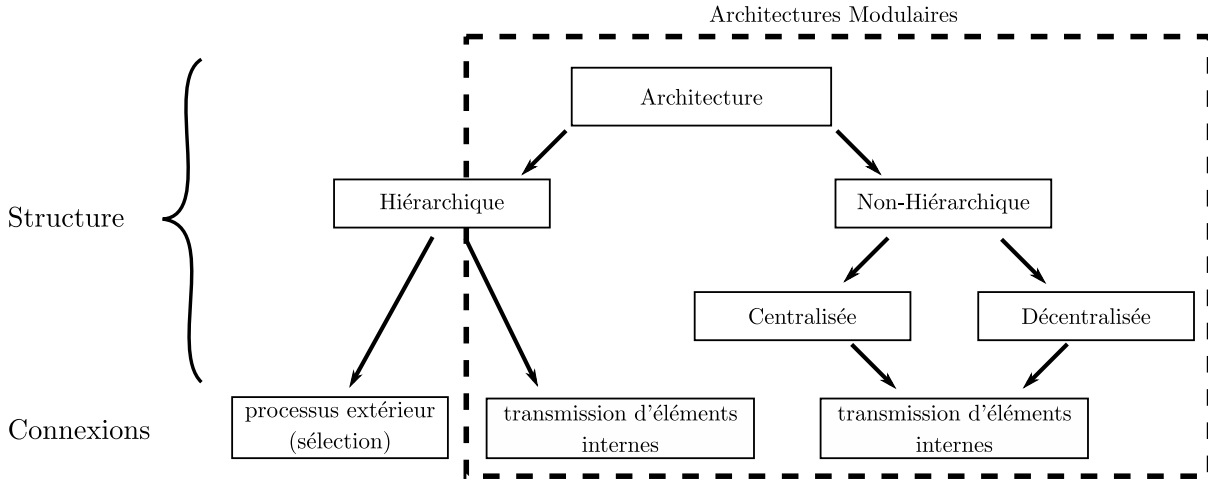 Architectures Modulaires
Architecture
Hiérarchique
Non-Hiérarchique
Structure
Centralisée
Décentralisée
processus extérieur
(sélection)
transmission d'éléments
internes
transmission d'éléments
internes
Connexions